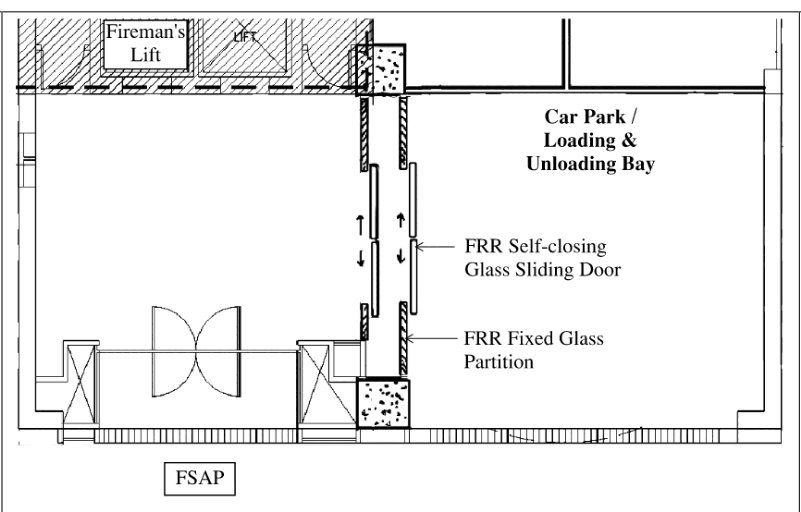 Fireman's
Lift
LIFT
Car Park /
Loading &
Unloading Bay
FRR Self-closing
Glass Sliding Door
FRR Fixed Glass
Partition
FSAP